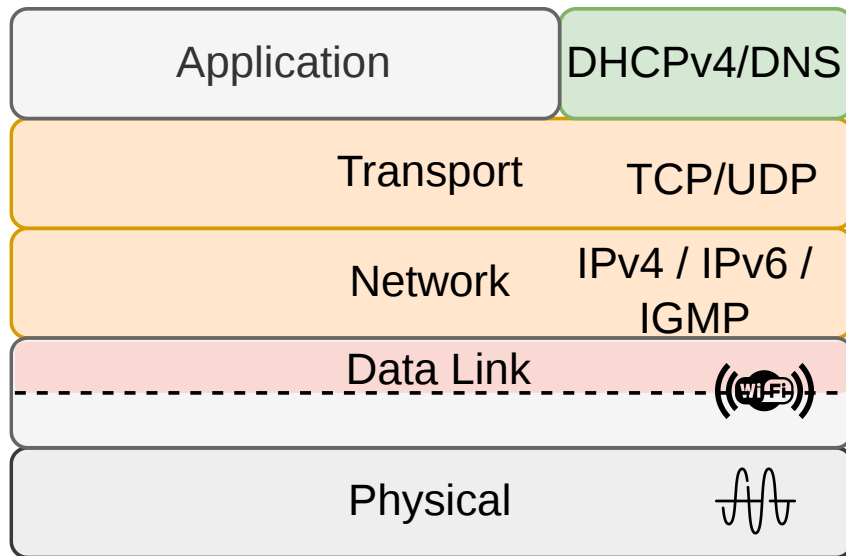 Application
DHCPv4/DNS
Transport
TCP/UDP
Network
IPv4 / IPv6 /
IGMP
Data Link
Wi Fi
Physical